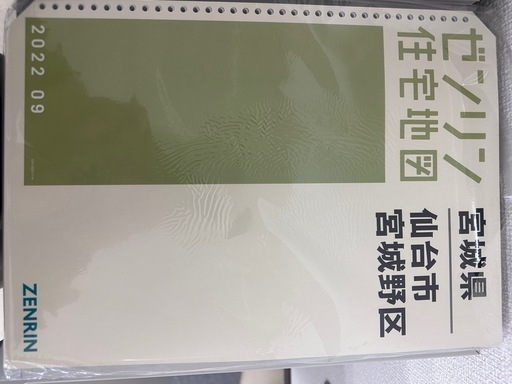 ゼンリン
住宅地図
2022 09
宮城県
仙台市
宮城野区
ZENRIN